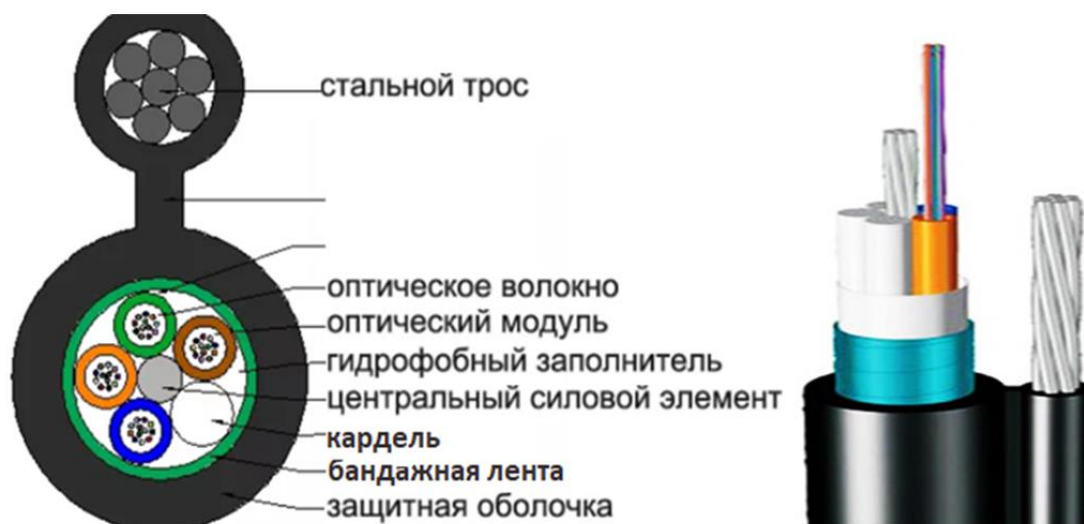 стальной трос
оптическое волокно
оптический модуль
гидрофобный заполнитель
центральный силовой элемент
кардель
бандажная лента
защитная оболочка